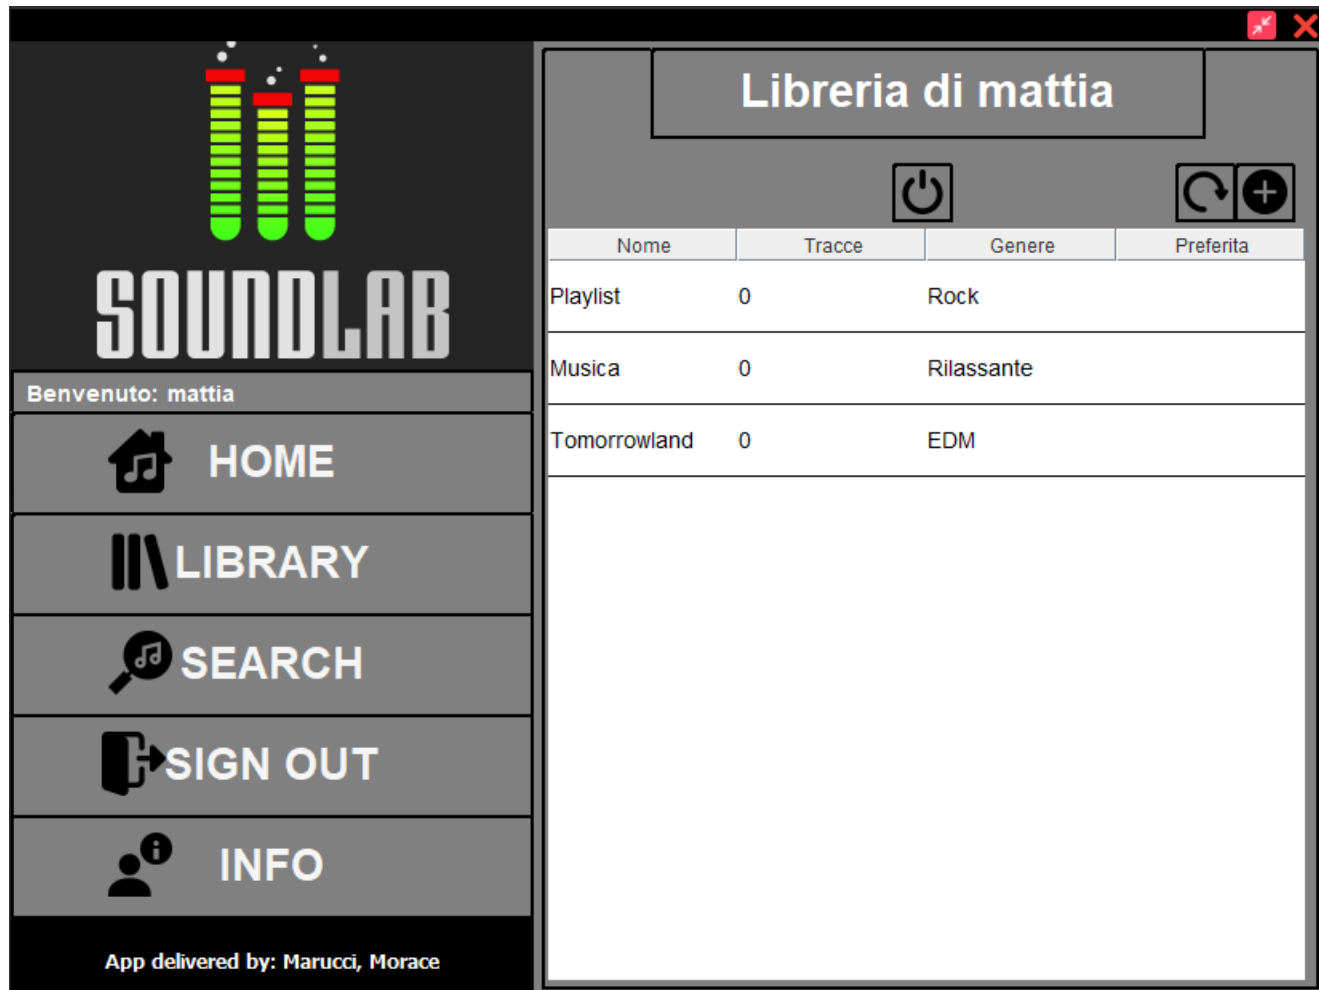 SOUNDLAB
Benvenuto: mattia
HOME
LIBRARY
SEARCH
SIGN OUT
INFO
App delivered by: Marucci, Morace
Libreria di mattia
Nome Tracce Genere Preferita
Playlist 0 Rock
Musica 0 Rilassante
Tomorrowland 0 EDM